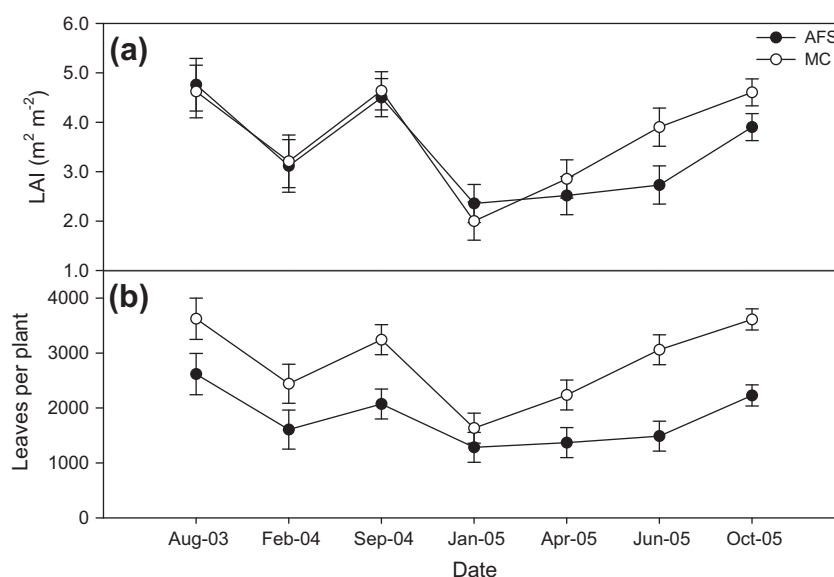 (a)
AFS
MC
LAI (m² m⁻²)
6.0
5.0
4.0
3.0
2.0
1.0
(b)
Leaves per plant
4000
3000
2000
1000
0
Aug-03 Feb-04 Sep-04 Jan-05 Apr-05 Jun-05 Oct-05
Date